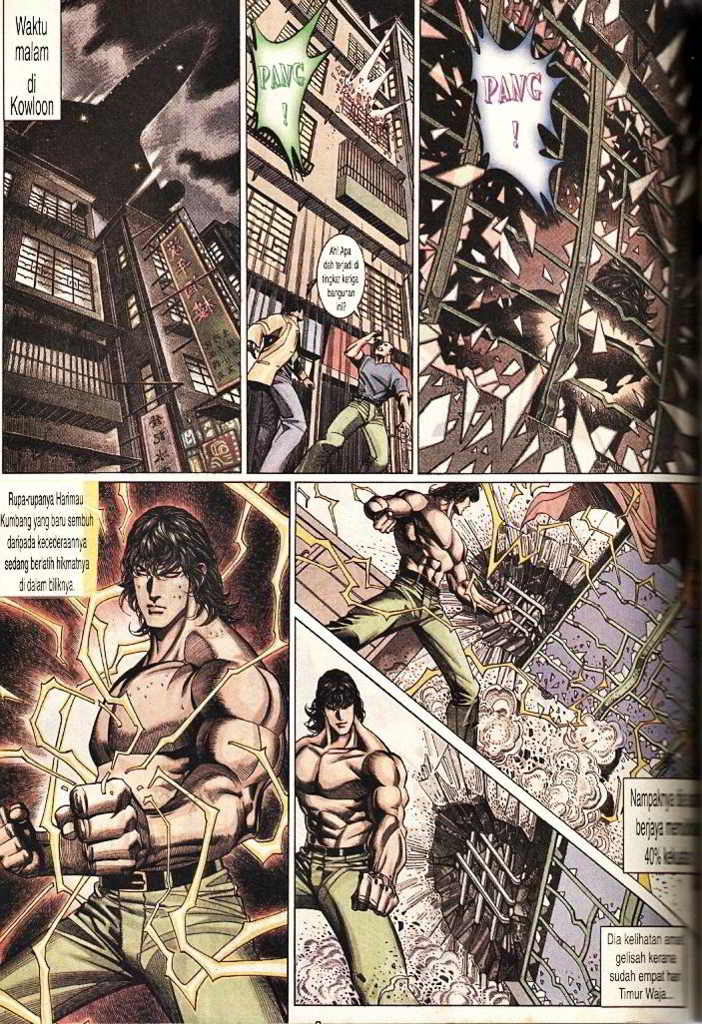 Waktu
malam
di
Kowloon
PANG
!
Ah! Apa
dah terjadi di
tingkat ketiga
bangunan
ini?
PANG
!
Rupa-rupanya Harimau
Kumbang yang baru sembuh
daripada kecederaannya
sedang berlatih hikmatnya
di dalam biliknya.
Nampaknya
berjaya
40%
Dia kelihatan
gelisah kerana
sudah empat
Timur Waja...